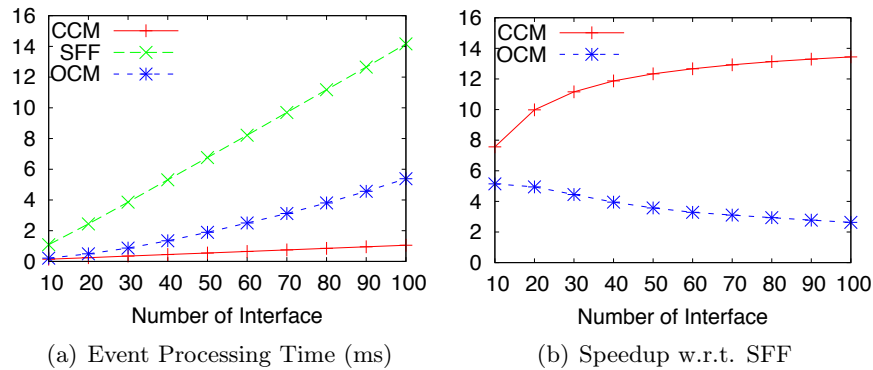 16
14
12
10
8
6
4
2
0
CCM
SFF
OCM
10 20 30 40 50 60 70 80 90 100
Number of Interface
(a) Event Processing Time (ms)
16
14
12
10
8
6
4
2
0
CCM
OCM
10 20 30 40 50 60 70 80 90 100
Number of Interface
(b) Speedup w.r.t. SFF